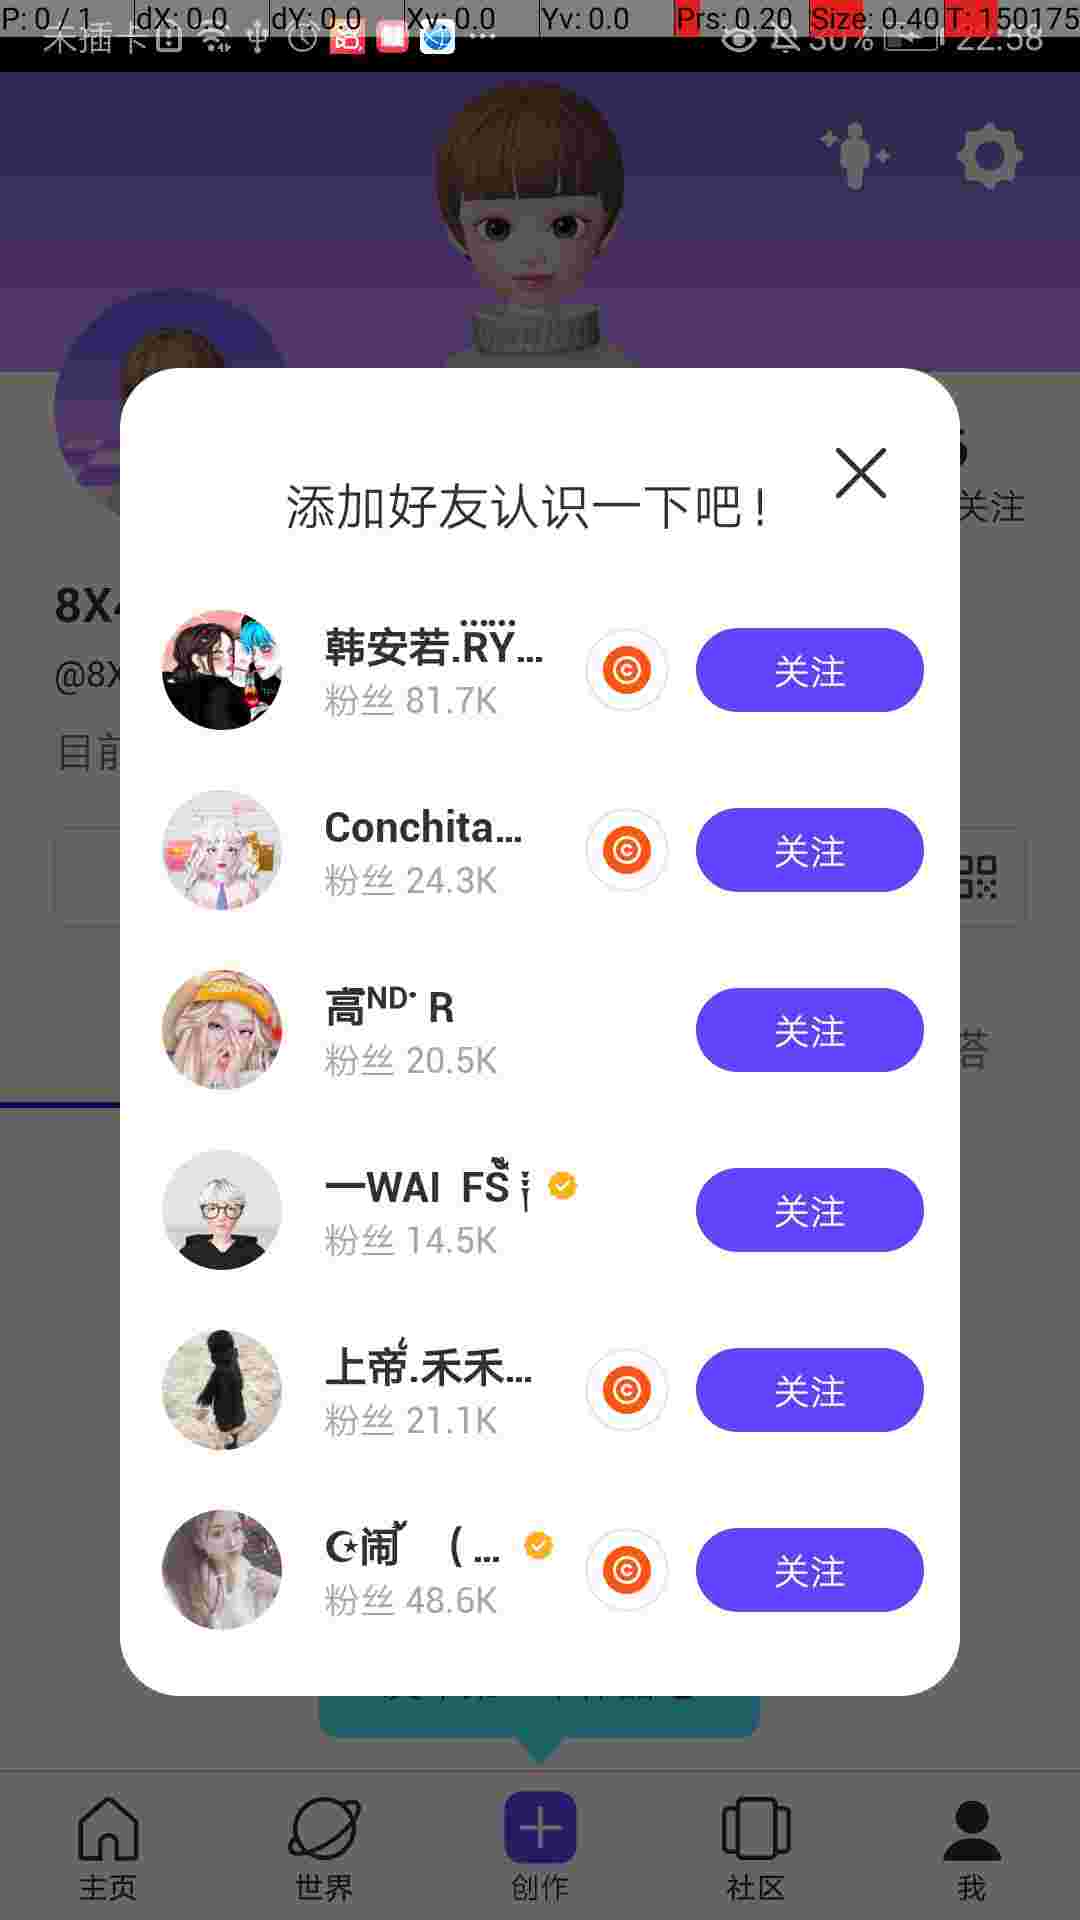 P: 0 / 1 dX: 0.0 dY: 0.0 Xv: 0.0 Yv: 0.0 Prs: 0.20 Size: 0.40 T: 150175
未插卡 30% 22:58
关注
8X
@8X
目前
添加好友认识一下吧!
韩安若.RY...
粉丝 81.7K
关注
Conchita...
粉丝 24.3K
关注
高ᴺᴰ· R
粉丝 20.5K
关注
一WAI FS
粉丝 14.5K
关注
上帝.禾禾...
粉丝 21.1K
关注
☪闹 ( ...
粉丝 48.6K
关注
主页
世界
创作
社区
我